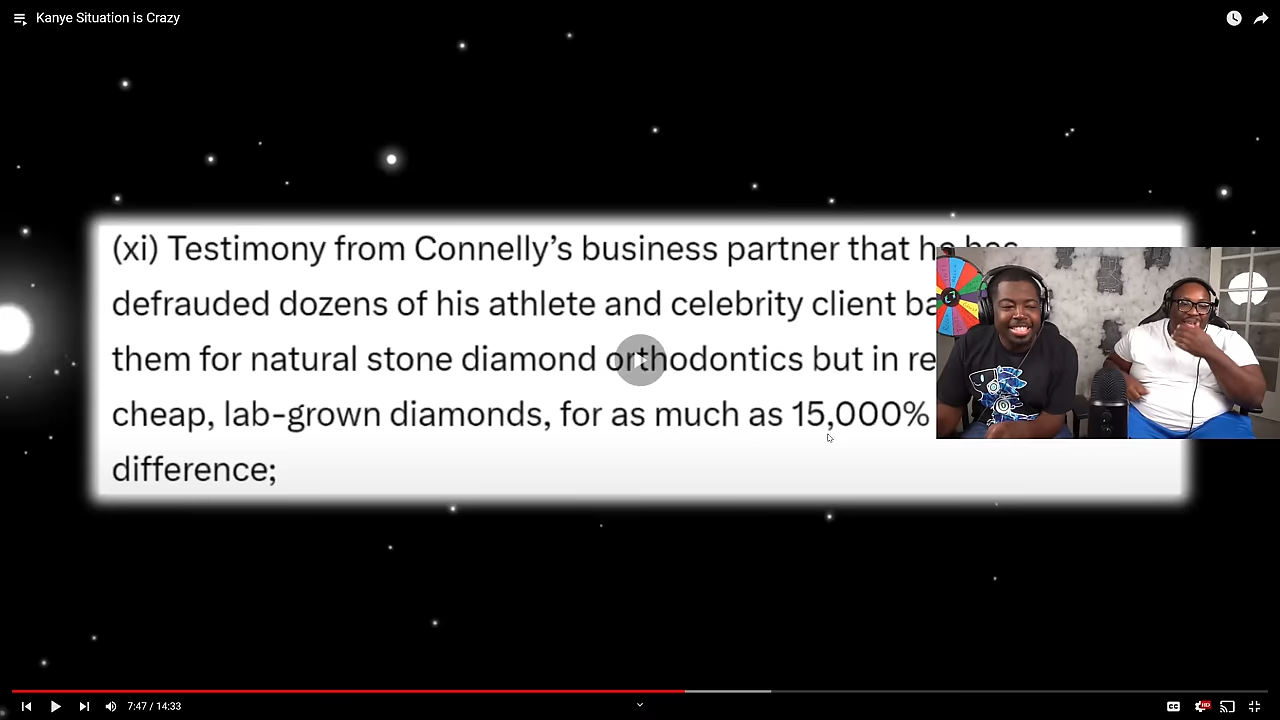 Kanye Situation is Crazy
(xi) Testimony from Connelly’s business partner that he has
defrauded dozens of his athlete and celebrity client
them for natural stone diamond orthodontics but in
cheap, lab-grown diamonds, for as much as 15,000%
difference;
7:47 / 14:33
CC
HD